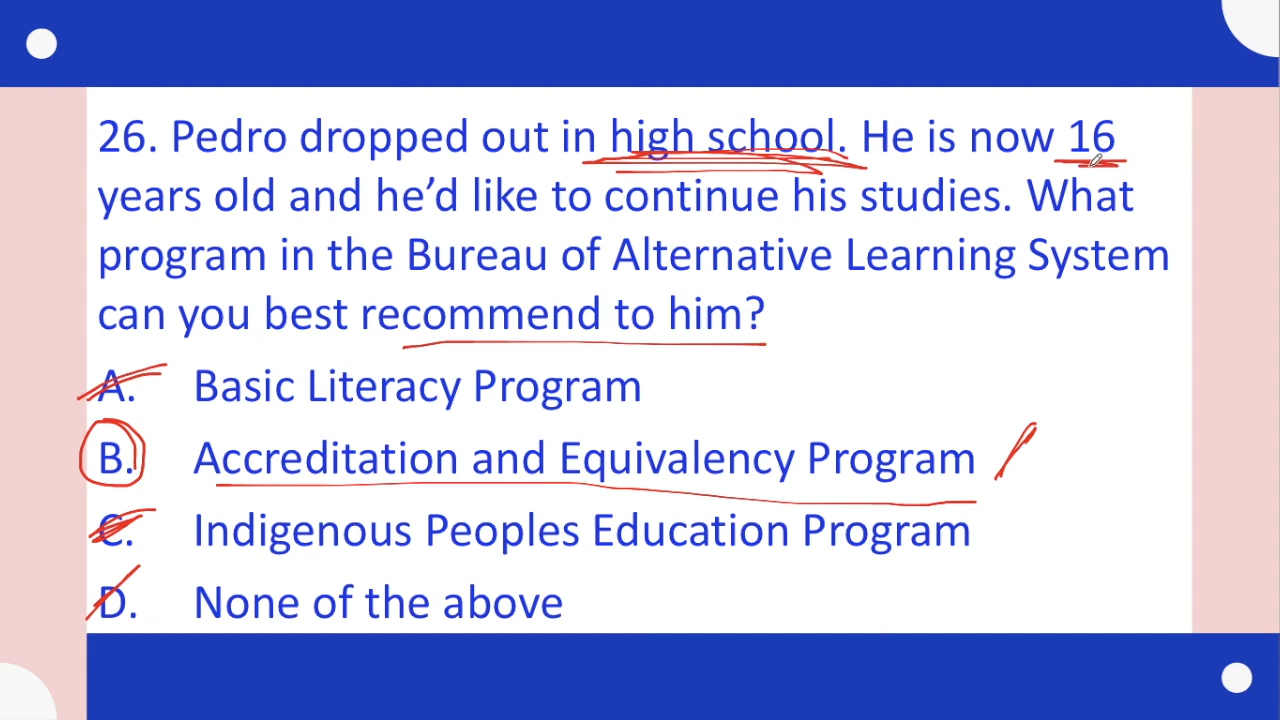 26. Pedro dropped out in high school. He is now 16
years old and he’d like to continue his studies. What
program in the Bureau of Alternative Learning System
can you best recommend to him?
A. Basic Literacy Program
B. Accreditation and Equivalency Program
C. Indigenous Peoples Education Program
D. None of the above